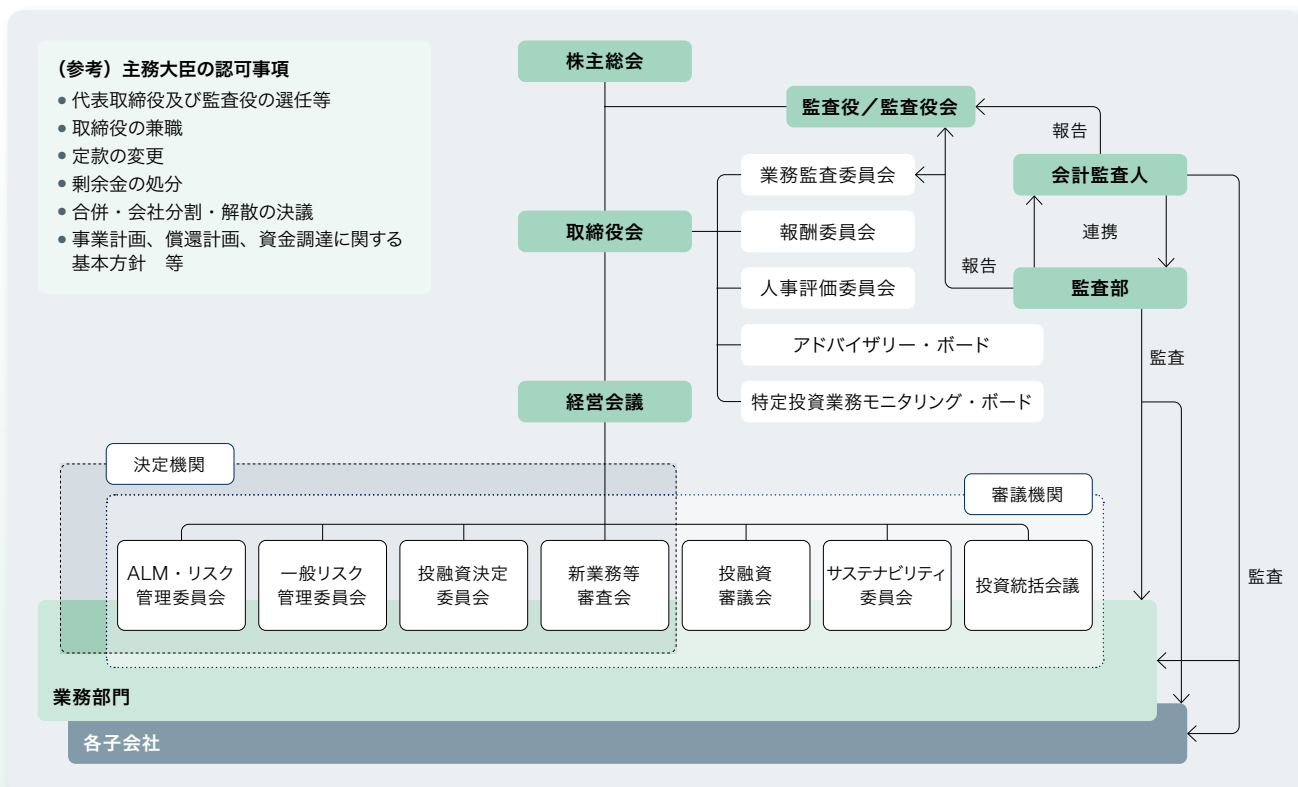 (参考)主務大臣の認可事項
• 代表取締役及び監査役の選任等
• 取締役の兼職
• 定款の変更
• 剰余金の処分
• 合併・会社分割・解散の決議
• 事業計画、償還計画、資金調達に関する
基本方針 等
株主総会
監査役/監査役会
報告
業務監査委員会
会計監査人
取締役会
報酬委員会
連携
報告
人事評価委員会
監査部
アドバイザリー・ボード
監査
経営会議
特定投資業務モニタリング・ボード
決定機関
審議機関
ALM・リスク
管理委員会
一般リスク
管理委員会
投融資決定
委員会
新業務等
審査会
投融資
審議会
サステナビリティ
委員会
投資統括会議
監査
業務部門
各子会社